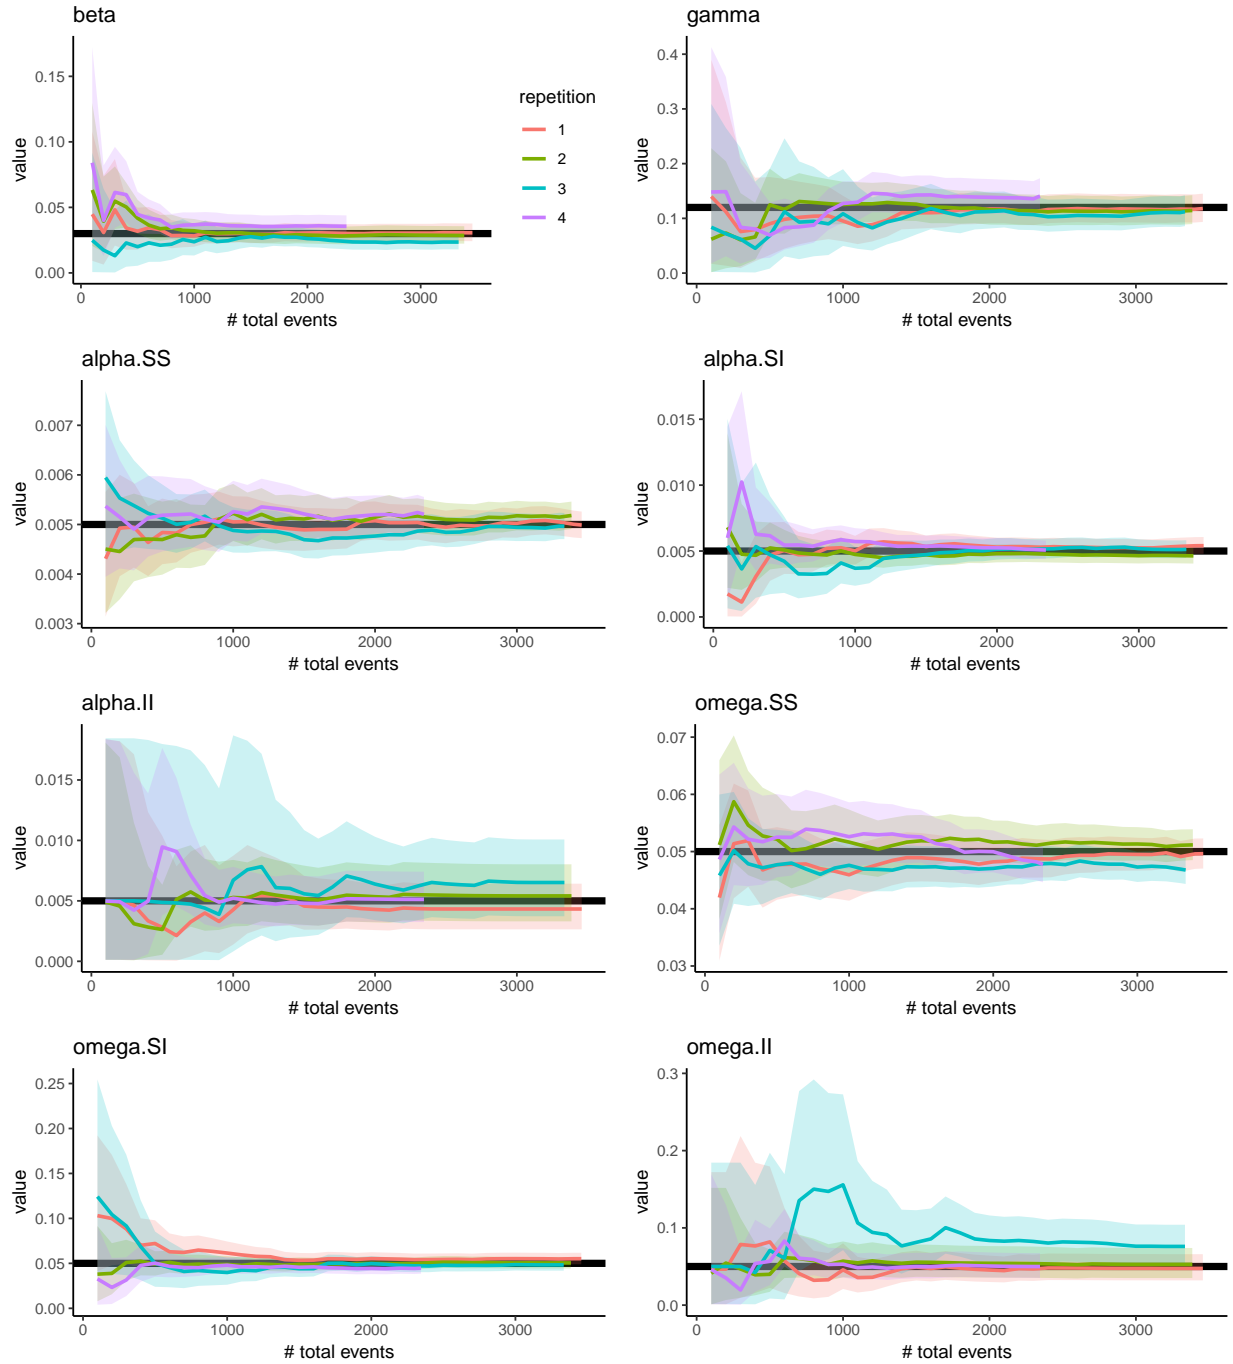 beta
value
0.15
0.10
0.05
0.00
0
1000
2000
3000
# total events
repetition
1
2
3
4
gamma
value
0.4
0.3
0.2
0.1
0.0
0
1000
2000
3000
# total events
alpha.SS
value
0.007
0.006
0.005
0.004
0.003
0
1000
2000
3000
# total events
alpha.SI
value
0.015
0.010
0.005
0.000
0
1000
2000
3000
# total events
alpha.II
value
0.015
0.010
0.005
0.000
0
1000
2000
3000
# total events
omega.SS
value
0.07
0.06
0.05
0.04
0.03
0
1000
2000
3000
# total events
omega.SI
value
0.25
0.20
0.15
0.10
0.05
0.00
0
1000
2000
3000
# total events
omega.II
value
0.3
0.2
0.1
0.0
0
1000
2000
3000
# total events